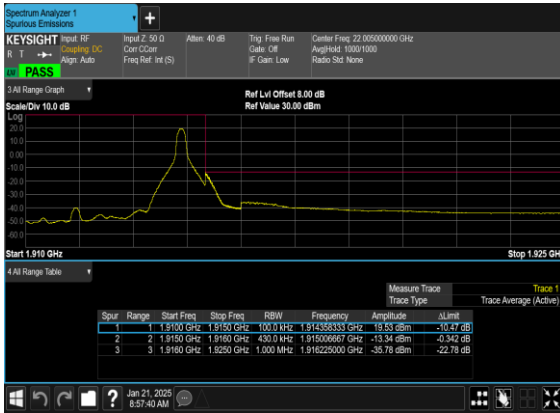 Spectrum Analyzer 1
Spurious Emissions
+
KEYSIGHT Input: RF Input Z: 50 Ω Atten: 40 dB Trig: Free Run Center Freq: 22.005000000 GHz
R T Coupling: DC Corr CCorr Gate: Off Avg|Hold: 1000/1000
Align: Auto Freq Ref: Int (S) IF Gain: Low Radio Std: None
PASS
3 All Range Graph
Ref Lvl Offset 8.00 dB
Scale/Div 10.0 dB Ref Value 30.00 dBm
Log
20.0
10.0
0.00
-10.0
-20.0
-30.0
-40.0
-50.0
-60.0
Start 1.910 GHz Stop 1.925 GH
4 All Range Table
Measure Trace Trace 1
Trace Type Trace Average (Active)
Spur Range Start Freq Stop Freq RBW Frequency Amplitude ΔLimit
1 1 1.9100 GHz 1.9150 GHz 100.0 kHz 1.914358333 GHz 19.53 dBm -10.47 dB
2 2 1.9150 GHz 1.9160 GHz 430.0 kHz 1.915006667 GHz -13.34 dBm -0.342 dB
3 3 1.9160 GHz 1.9250 GHz 1.000 MHz 1.916225000 GHz -35.78 dBm -22.78 dB
? Jan 21, 2025
8:57:40 AM